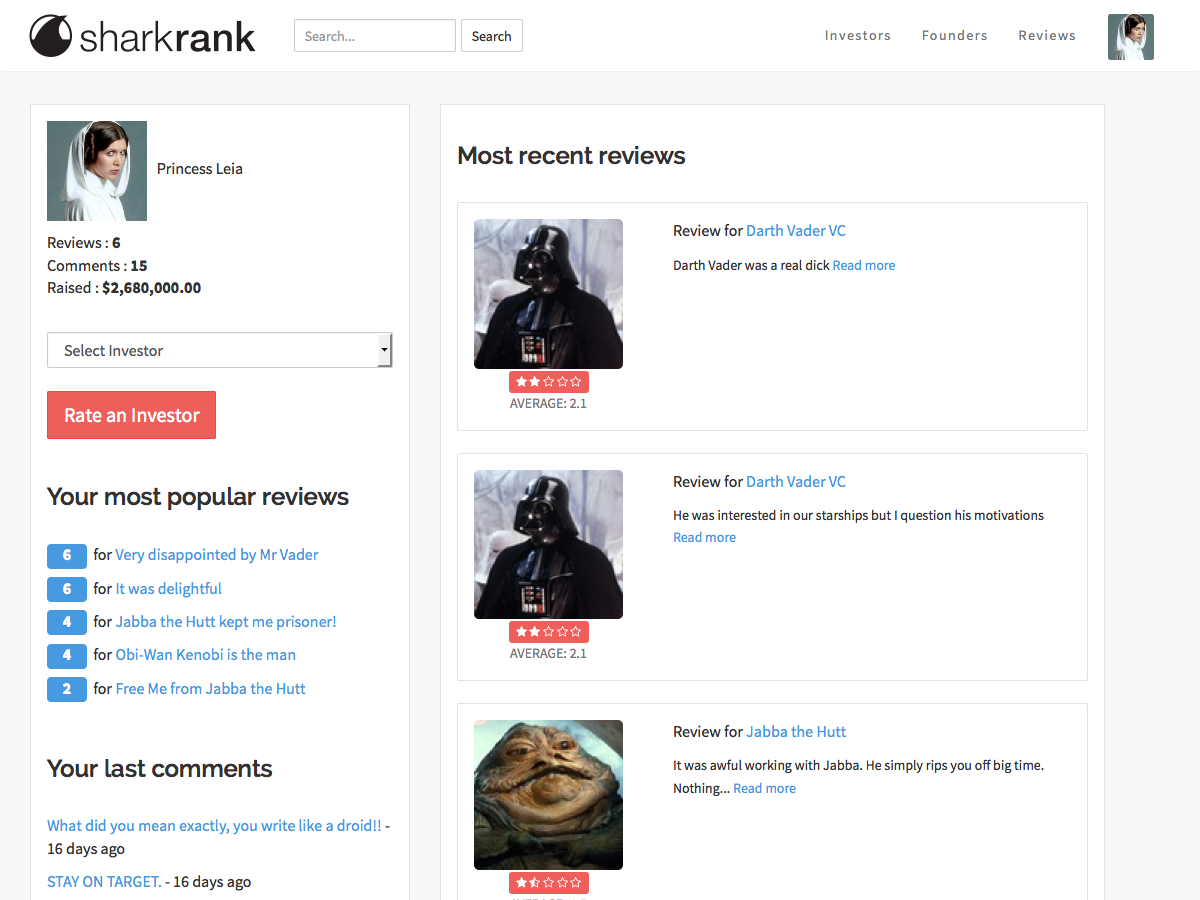 sharkrank
Search...
Search
Investors
Founders
Reviews
Princess Leia
Reviews : 6
Comments : 15
Raised : $2,680,000.00
Select Investor
Rate an Investor
Your most popular reviews
6 for Very disappointed by Mr Vader
6 for It was delightful
4 for Jabba the Hutt kept me prisoner!
4 for Obi-Wan Kenobi is the man
2 for Free Me from Jabba the Hutt
Your last comments
What did you mean exactly, you write like a droid!! -
16 days ago
STAY ON TARGET. - 16 days ago
Most recent reviews
Review for Darth Vader VC
Darth Vader was a real dick Read more
AVERAGE: 2.1
Review for Darth Vader VC
He was interested in our starships but I question his motivations
Read more
AVERAGE: 2.1
Review for Jabba the Hutt
It was awful working with Jabba. He simply rips you off big time.
Nothing... Read more